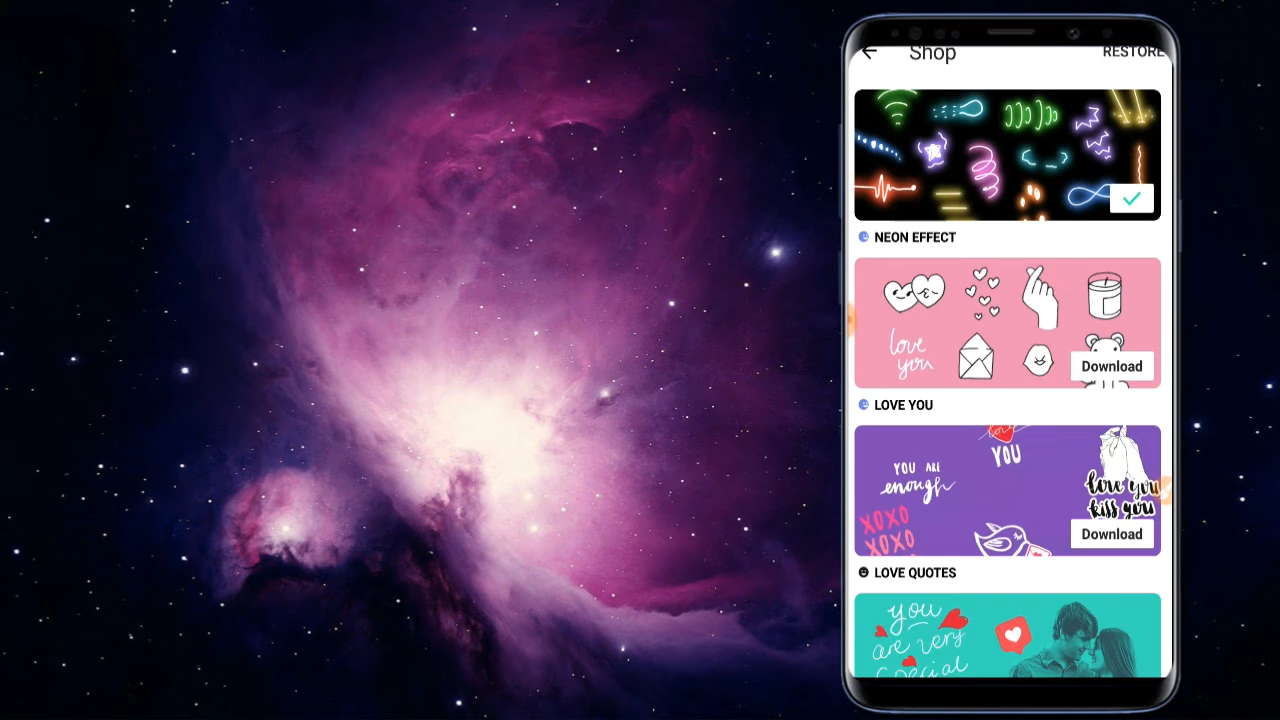 Shop
RESTORE
NEON EFFECT
love
you
Download
LOVE YOU
YOU
YOU ARE
enough
love you
kiss you
XOXO
XOXO
Download
LOVE QUOTES
you
are very
special